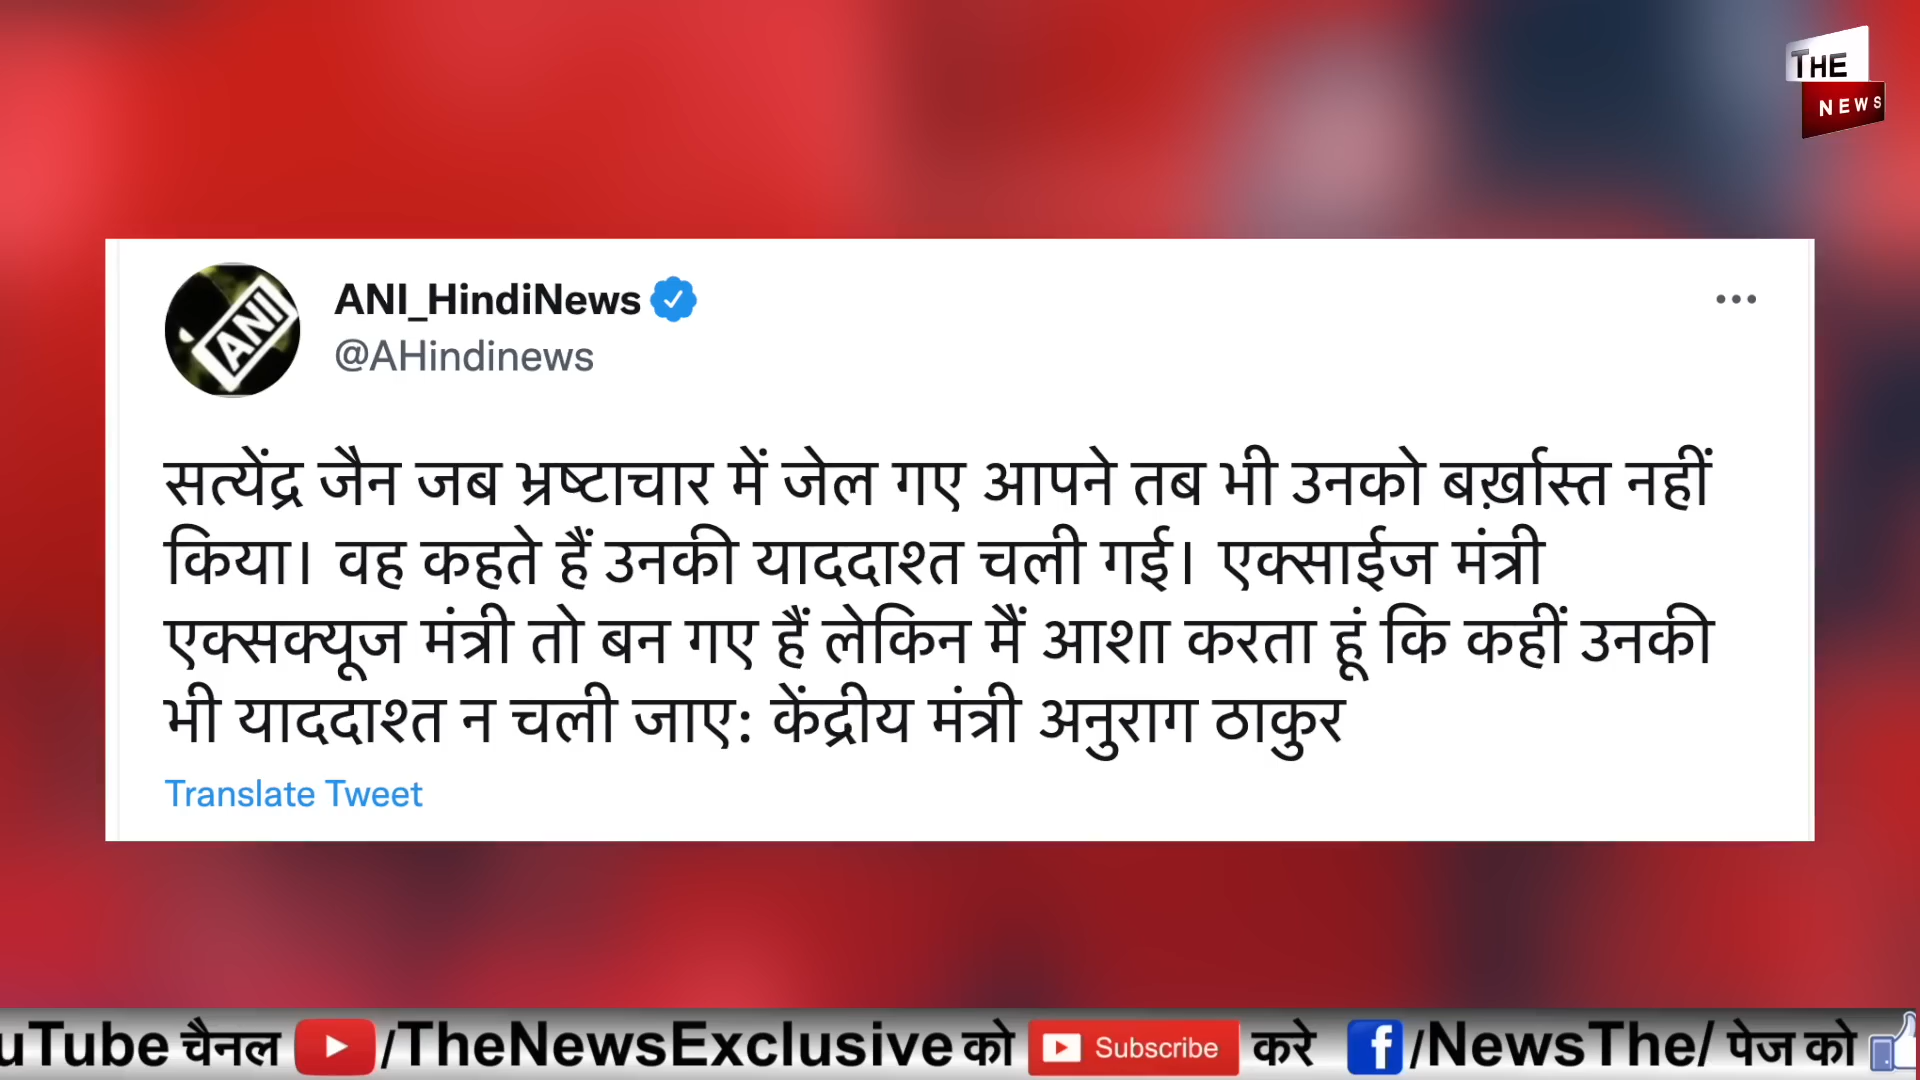 THE
NEWS
ANI
ANI_HindiNews
@AHindinews
सत्येंद्र जैन जब भ्रष्टाचार में जेल गए आपने तब भी उनको बर्ख़ास्त नहीं
किया। वह कहते हैं उनकी याददाश्त चली गई। एक्साईज मंत्री
एक्सक्यूज मंत्री तो बन गए हैं लेकिन मैं आशा करता हूं कि कहीं उनकी
भी याददाश्त न चली जाए: केंद्रीय मंत्री अनुराग ठाकुर
Translate Tweet
uTube चैनल /TheNewsExclusive को Subscribe करे f/NewsThe/ पेज को